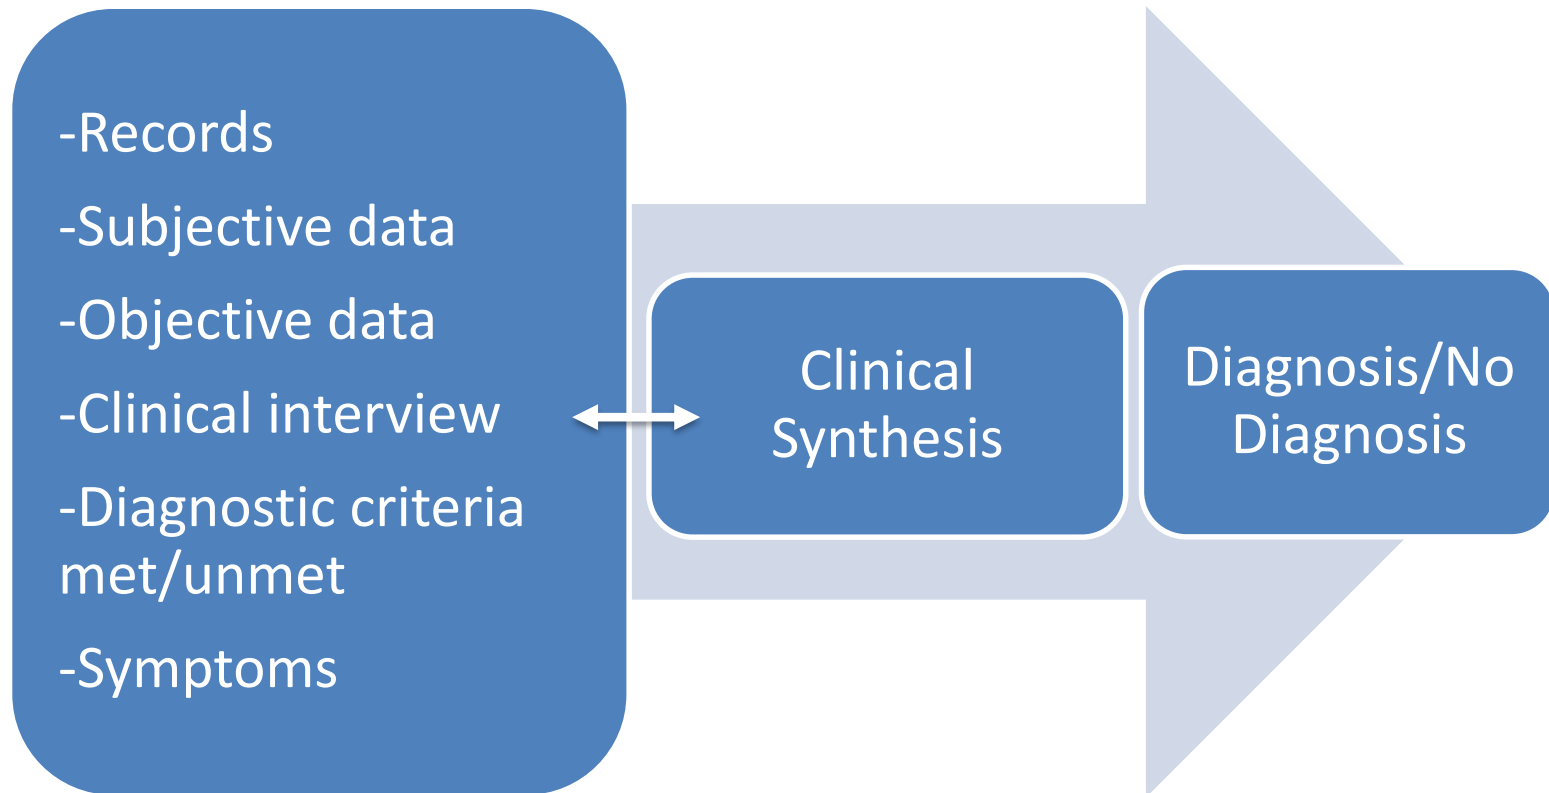 -Records
-Subjective data
-Objective data
-Clinical interview
-Diagnostic criteria
met/unmet
-Symptoms
Clinical
Synthesis
Diagnosis/No
Diagnosis